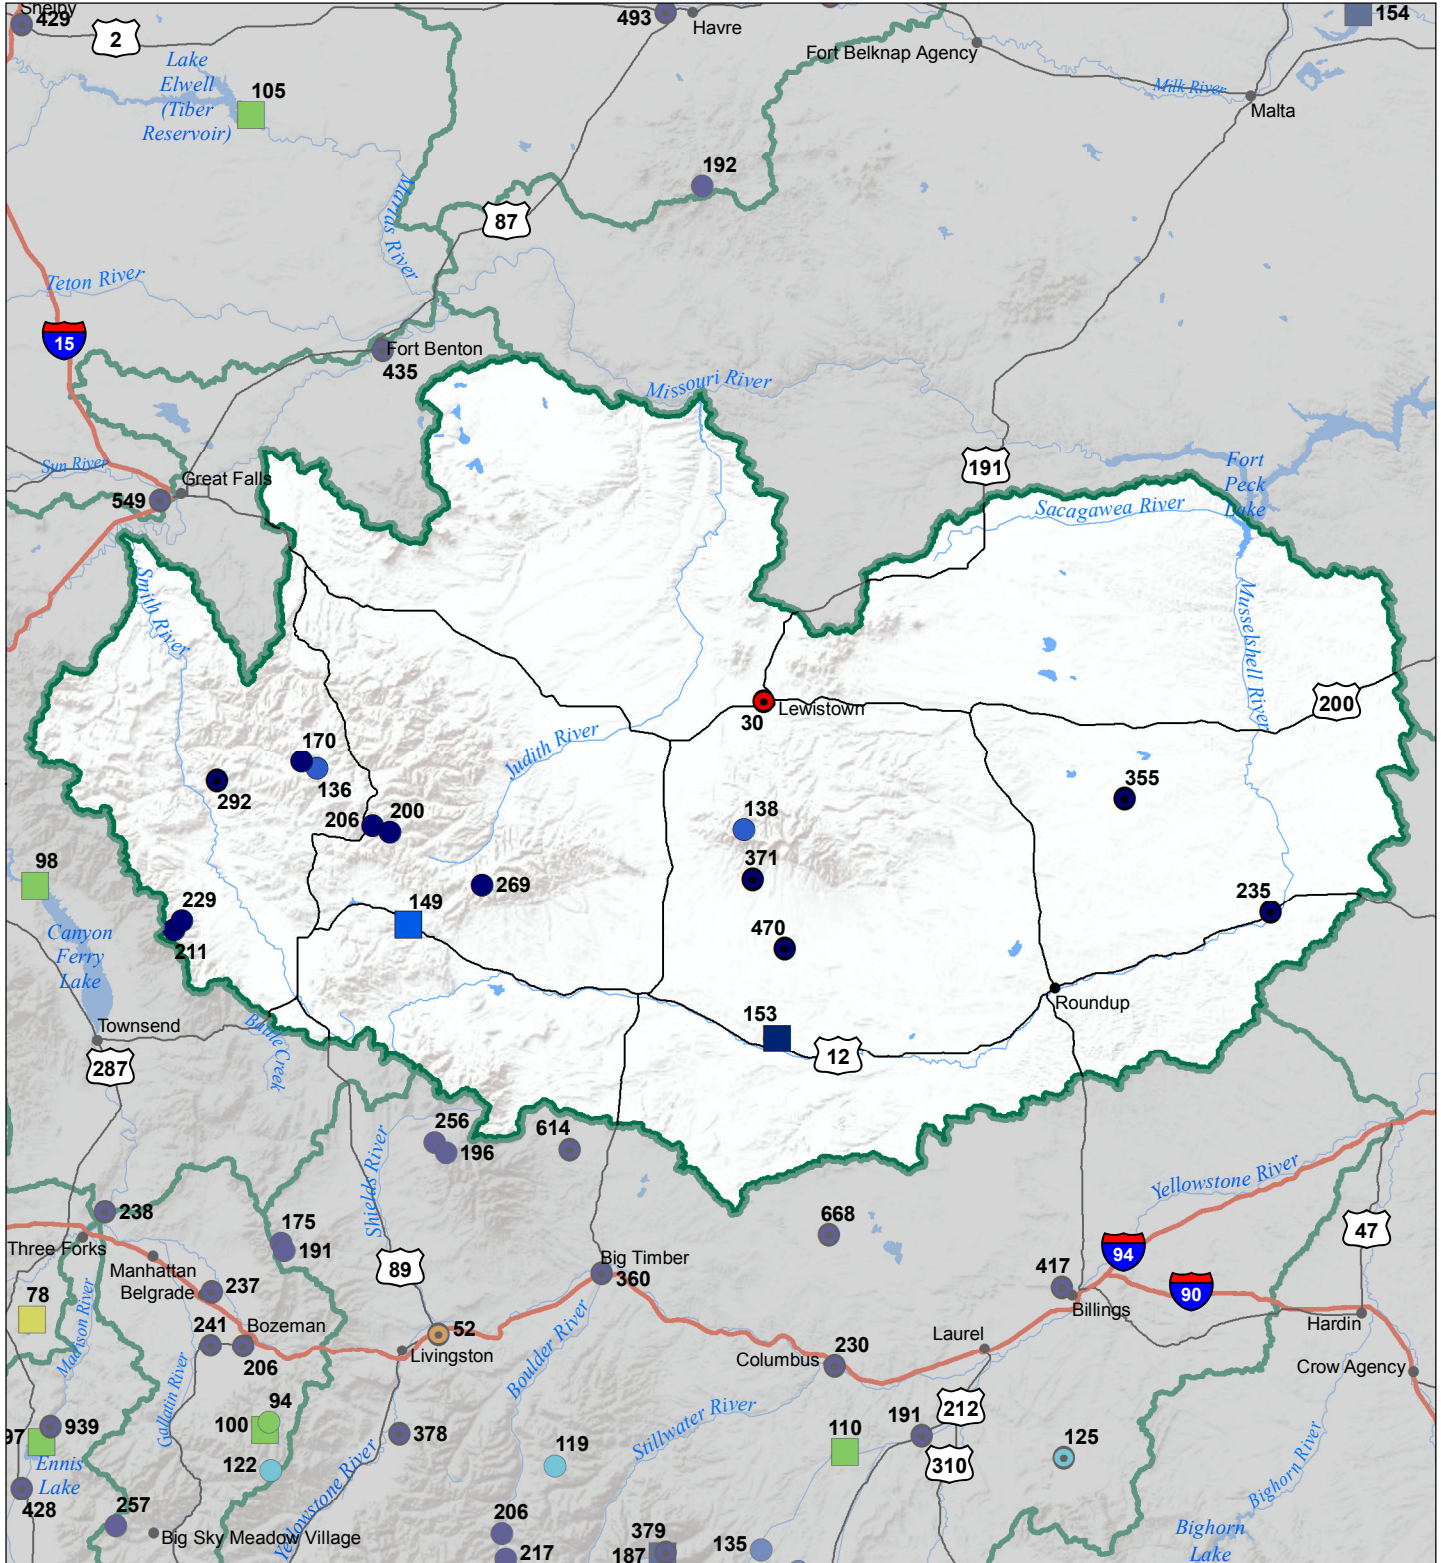 Shelby
429
2
493
Havre
Fort Belknap Agency
154
Lake
Elwell
(Tiber
Reservoir)
105
Milk River
Malta
192
Marias River
87
Teton River
15
Fort Benton
435
Missouri River
191
Fort
Peck
Lake
Sun River
Great Falls
549
Sacagawea River
Smith River
Musselshell River
200
30
Lewistown
Judith River
170
136
292
206
200
138
355
371
98
269
229
149
235
211
470
Canyon
Ferry
Lake
Roundup
153
12
Townsend
Battle Creek
287
256
196
614
Shields River
Yellowstone River
238
175
191
668
47
Three Forks
Manhattan
Belgrade
89
Big Timber
360
94
417
90
237
Billings
78
Madison River
241
Bozeman
206
52
Livingston
Boulder River
Laurel
Hardin
Columbus
230
Crow Agency
Gallatin River
94
100
939
97
378
Stillwater River
110
191
212
310
125
Ennis
Lake
122
119
Bighorn River
428
257
Big Sky Meadow Village
Yellowstone River
206
217
379
187
135
Bighorn
Lake